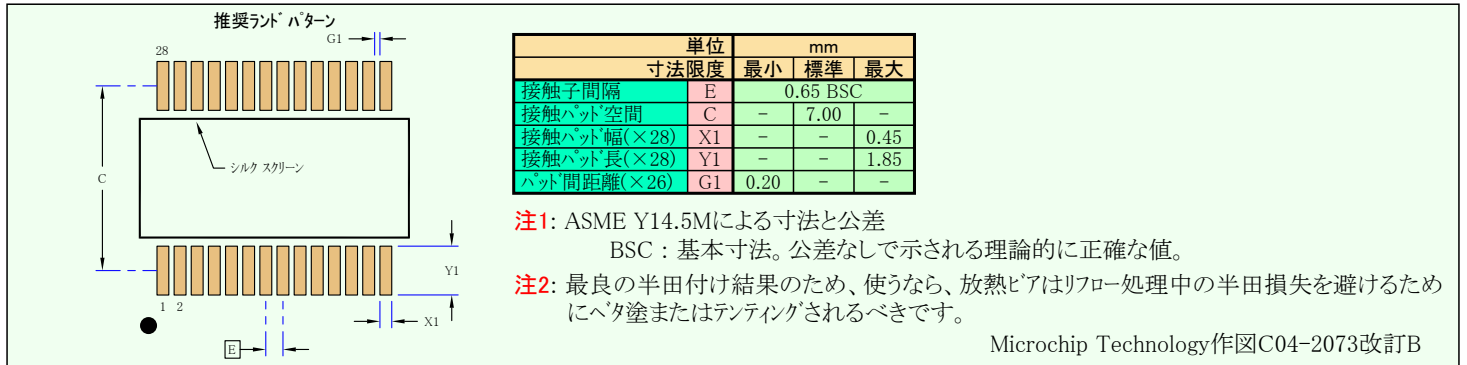 推奨ランド パターン
G1
28
シルク スクリーン
C
Y1
1 2
X1
E
単位 mm
寸法限度 最小 標準 最大
接触子間隔 E 0.65 BSC
接触パッド空間 C - 7.00 -
接触パッド幅(×28) X1 - - 0.45
接触パッド長(×28) Y1 - - 1.85
パッド間距離(×26) G1 0.20 - -
注1: ASME Y14.5Mによる寸法と公差
BSC : 基本寸法。公差なしで示される理論的に正確な値。
注2: 最良の半田付け結果のため、使うなら、放熱ビアはリフロー処理中の半田損失を避けるため
にベタ塗またはテンティングされるべきです。
Microchip Technology作図C04-2073改訂B